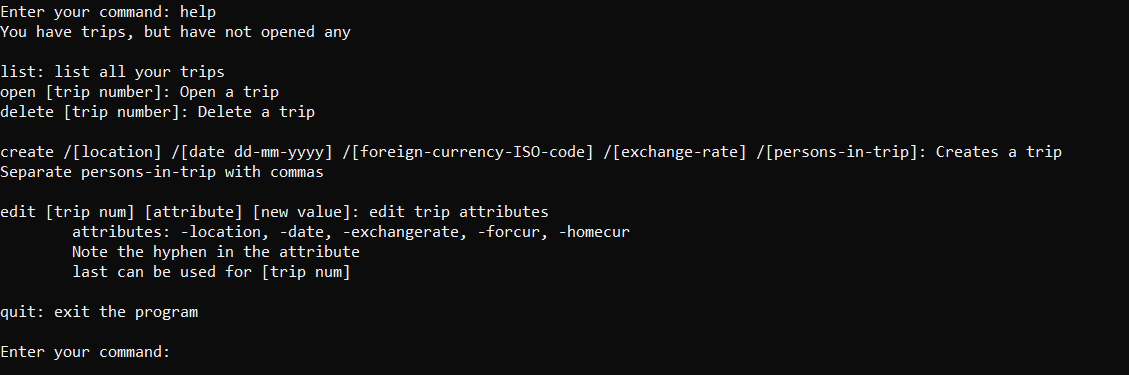 Enter your command: help
You have trips, but have not opened any
list: list all your trips
open [trip number]: Open a trip
delete [trip number]: Delete a trip
create /[location] /[date dd-mm-yyyy] /[foreign-currency-ISO-code] /[exchange-rate] /[persons-in-trip]: Creates a trip
Separate persons-in-trip with commas
edit [trip num] [attribute] [new value]: edit trip attributes
attributes: -location, -date, -exchangerate, -forcur, -homecur
Note the hyphen in the attribute
last can be used for [trip num]
quit: exit the program
Enter your command: